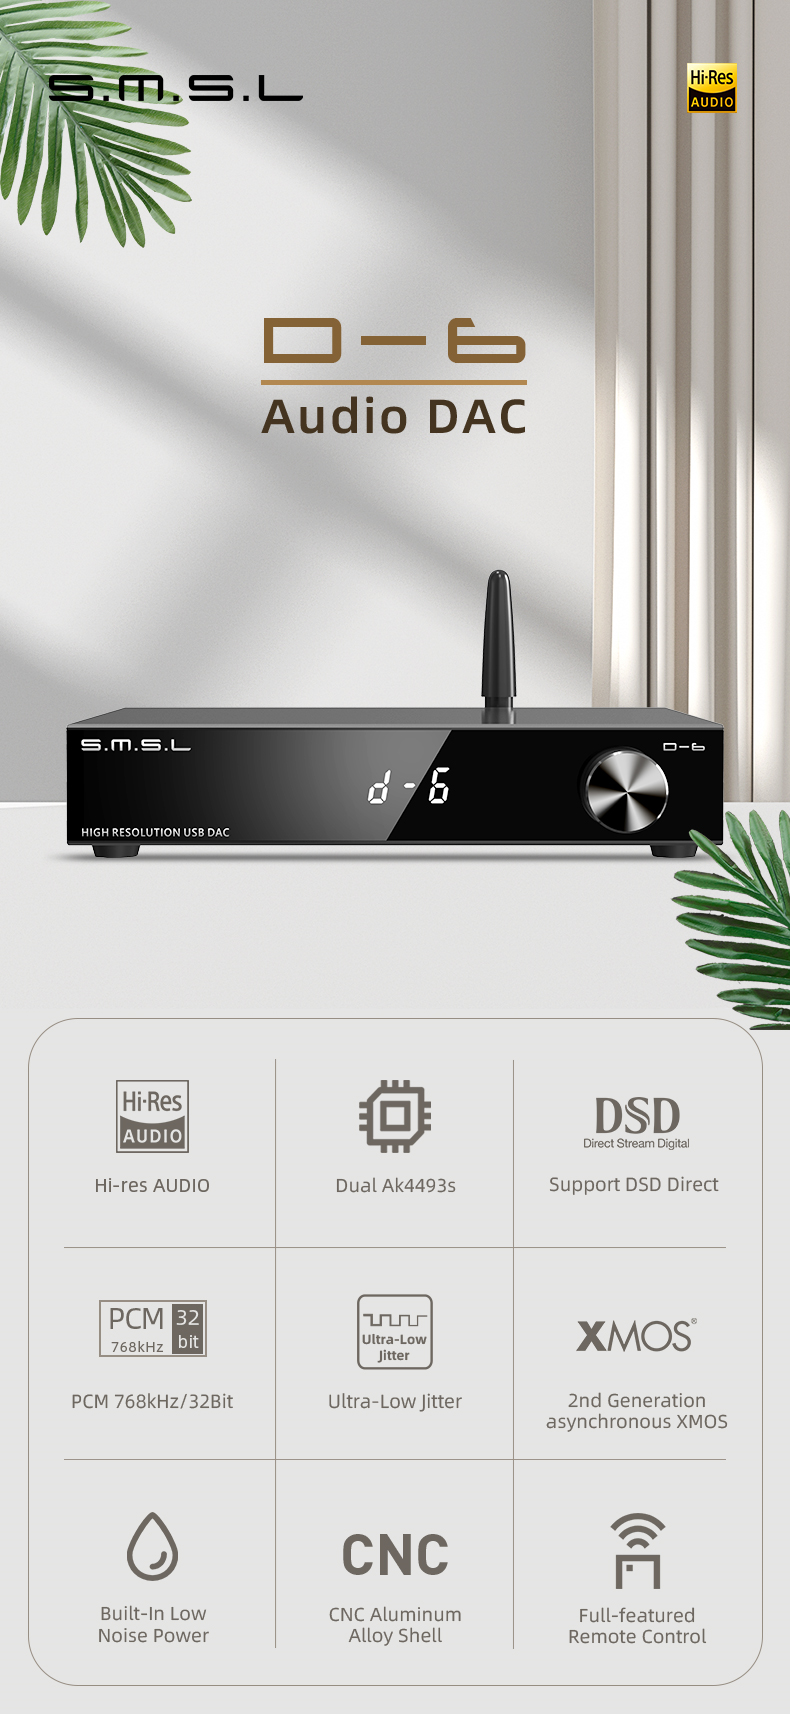 S.M.S.L
Hi-Res
AUDIO
D-6
Audio DAC
S.M.S.L
D-6
d-6
HIGH RESOLUTION USB DAC
Hi-Res
AUDIO
Hi-res AUDIO
Dual Ak4493s
DSD
Direct Stream Digital
Support DSD Direct
PCM 32
768kHz bit
PCM 768kHz/32Bit
Ultra-Low
Jitter
Ultra-Low Jitter
XMOS®
2nd Generation
asynchronous XMOS
Built-In Low
Noise Power
CNC
CNC Aluminum
Alloy Shell
Full-featured
Remote Control